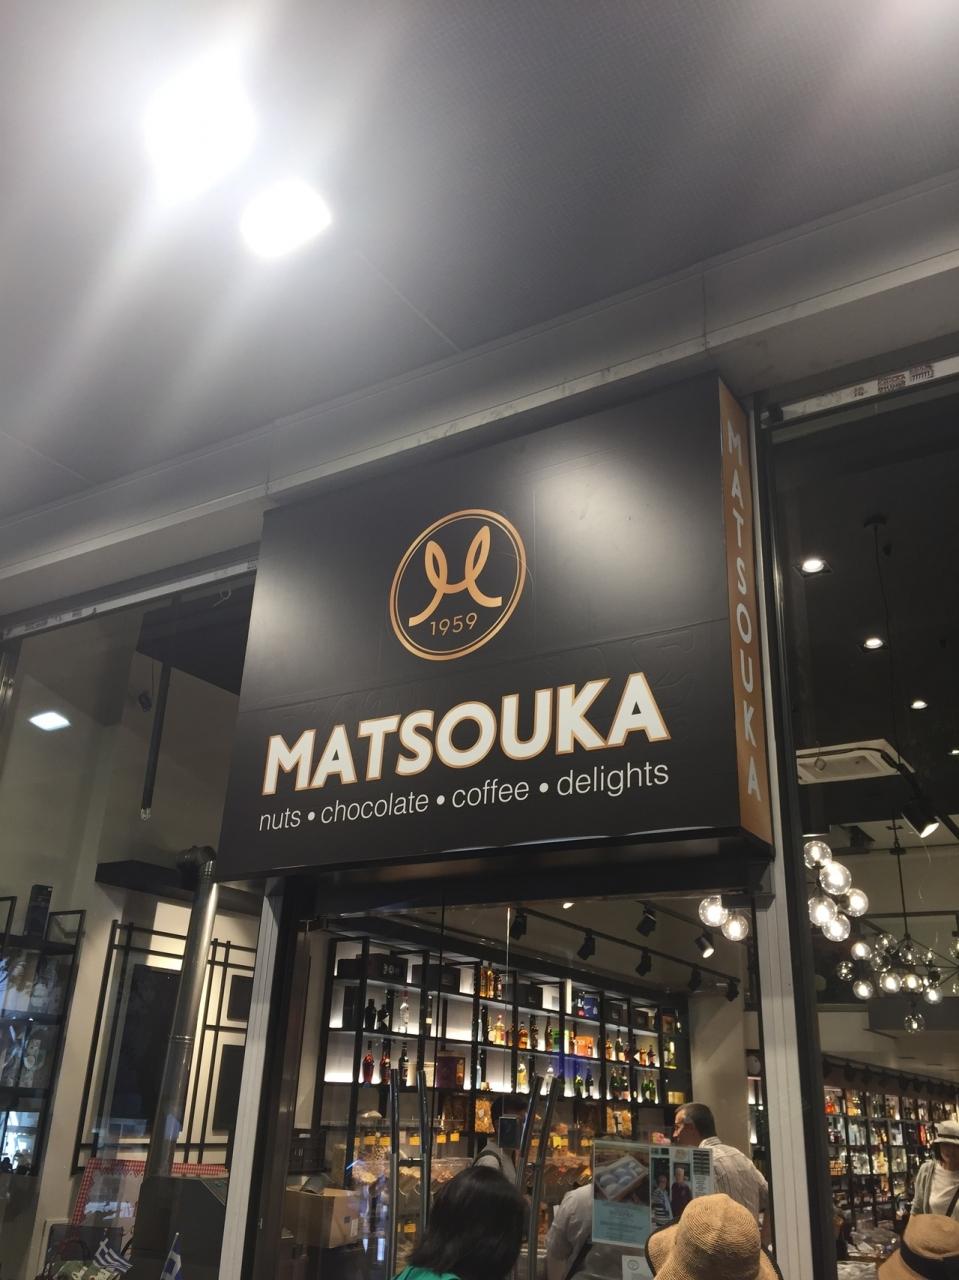 1959
MATSOUKA
nuts • chocolate • coffee • delights
MATSOUKA